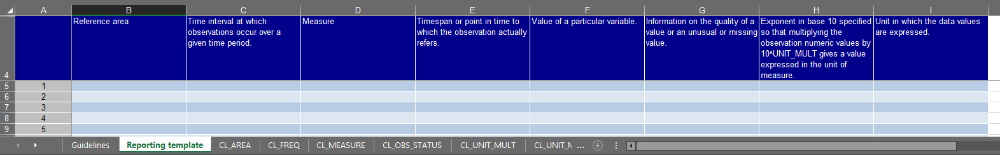 A B C D E F G H I
4 Reference area Time interval at which observations occur over a given time period. Measure Timespan or point in time to which the observation actually refers. Value of a particular variable. Information on the quality of a value or an unusual or missing value. Exponent in base 10 specified so that multiplying the observation numeric values by 10^UNIT_MULT gives a value expressed in the unit of measure. Unit in which the data values are expressed.
5 1
6 2
7 3
8 4
9 5
Guidelines Reporting template CL_AREA CL_FREQ CL_MEASURE CL_OBS_STATUS CL_UNIT_MULT CL_UNIT_M ...